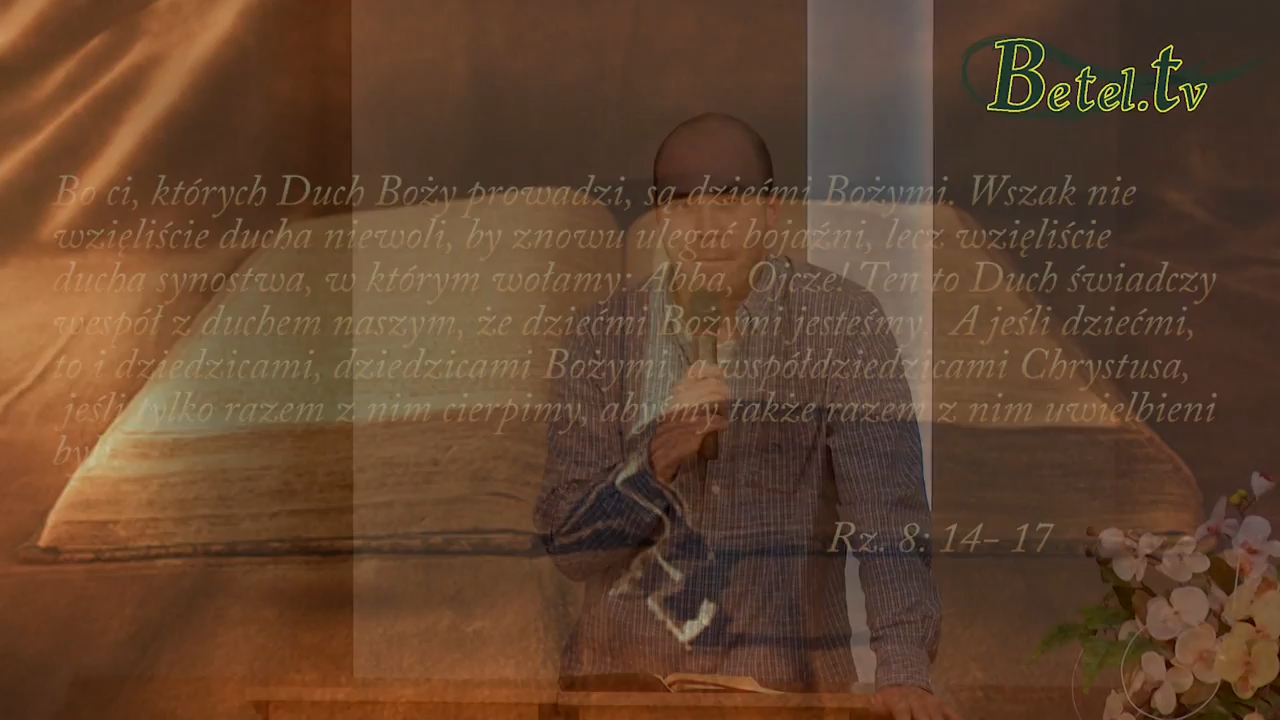 Betel.tv
Bo ci, których Duch Boży prowadzi, są dziećmi Bożymi. Wszak nie
wzięliście ducha niewoli, by znowu ulegać bojaźni, lecz wzięliście
ducha synostwa, w którym wołamy: Abba, Ojcze! Ten to Duch świadczy
wespół z duchem naszym, że dziećmi Bożymi jesteśmy. A jeśli dziećmi,
to i dziedzicami, dziedzicami Bożymi, a współdziedzicami Chrystusa,
jeśli tylko razem z nim cierpimy, abyśmy także razem z nim uwielbieni
byli.
Rz. 8: 14- 17